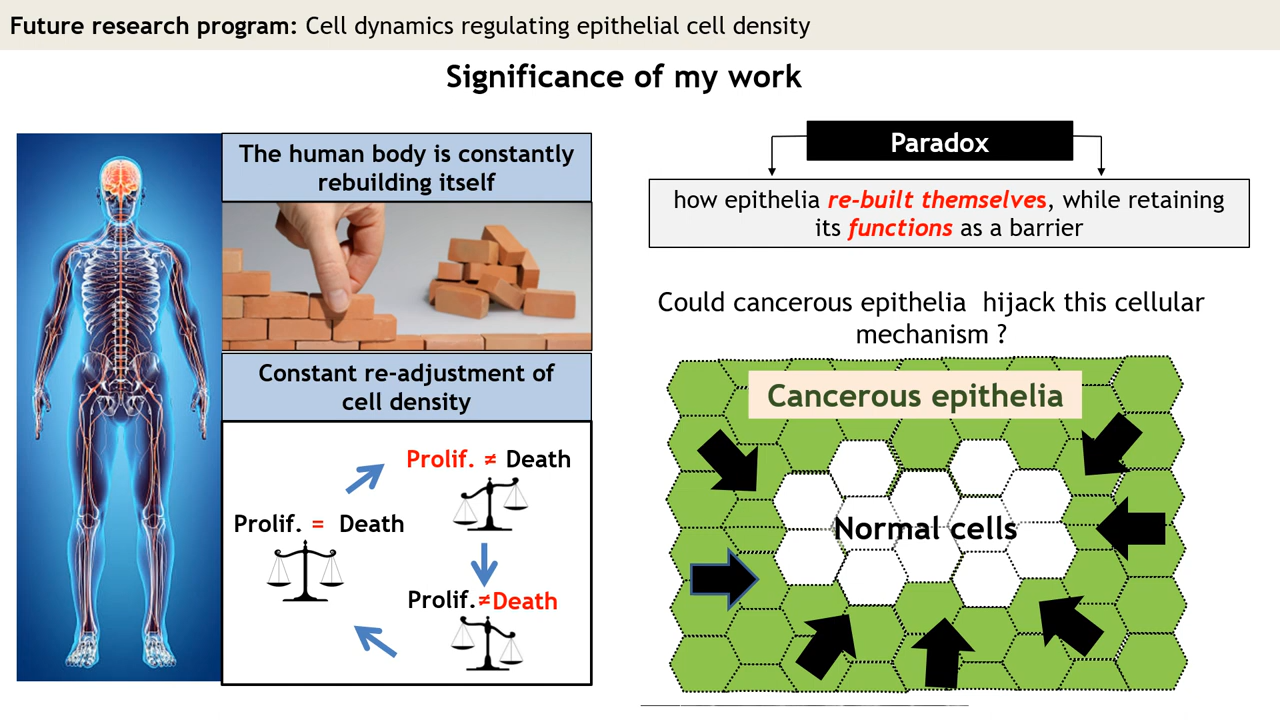 Future research program: Cell dynamics regulating epithelial cell density
Significance of my work
The human body is constantly
rebuilding itself
Constant re-adjustment of
cell density
Prolif. ≠ Death
Prolif. = Death
Prolif.≠Death
Paradox
how epithelia re-built themselves, while retaining
its functions as a barrier
Could cancerous epithelia hijack this cellular
mechanism ?
Cancerous epithelia
Normal cells